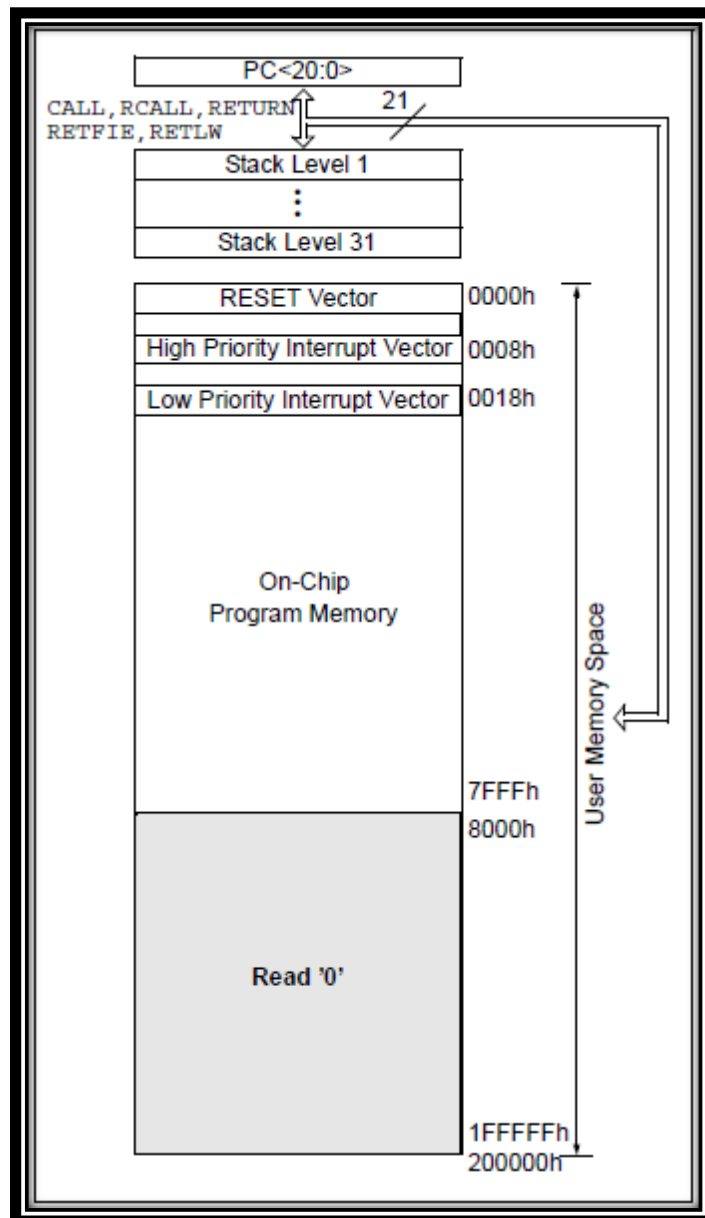 PC<20:0>
CALL,RCALL,RETURN
RETFIE,RETLW
21
Stack Level 1
⋮
Stack Level 31
RESET Vector
0000h
High Priority Interrupt Vector
0008h
Low Priority Interrupt Vector
0018h
On-Chip
Program Memory
User Memory Space
7FFFh
8000h
Read '0'
1FFFFFh
200000h